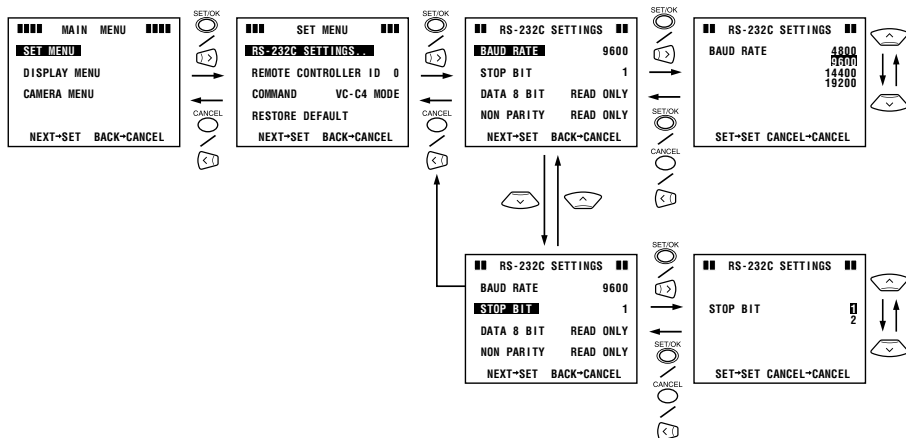 MAIN MENU
SET MENU
DISPLAY MENU
CAMERA MENU
NEXT→SET BACK→CANCEL
SET/OK
CANCEL
SET MENU
RS-232C SETTINGS..
REMOTE CONTROLLER ID 0
COMMAND VC-C4 MODE
RESTORE DEFAULT
NEXT→SET BACK→CANCEL
SET/OK
CANCEL
RS-232C SETTINGS
BAUD RATE 9600
STOP BIT 1
DATA 8 BIT READ ONLY
NON PARITY READ ONLY
NEXT→SET BACK→CANCEL
SET/OK
SET/OK
CANCEL
RS-232C SETTINGS
BAUD RATE 4800
9600
14400
19200
SET→SET CANCEL→CANCEL
RS-232C SETTINGS
BAUD RATE 9600
STOP BIT 1
DATA 8 BIT READ ONLY
NON PARITY READ ONLY
NEXT→SET BACK→CANCEL
SET/OK
SET/OK
CANCEL
RS-232C SETTINGS
STOP BIT 1
2
SET→SET CANCEL→CANCEL